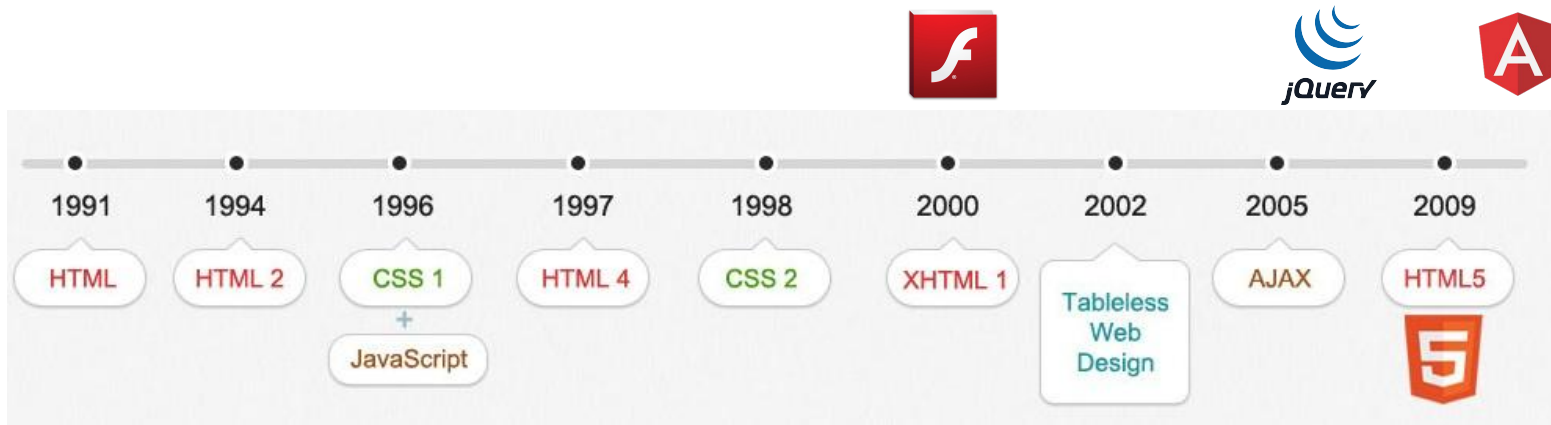 jQuery
1991 1994 1996 1997 1998 2000 2002 2005 2009
HTML HTML 2 CSS 1 HTML 4 CSS 2 XHTML 1 AJAX HTML5
Tableless
Web
Design
+
JavaScript
5